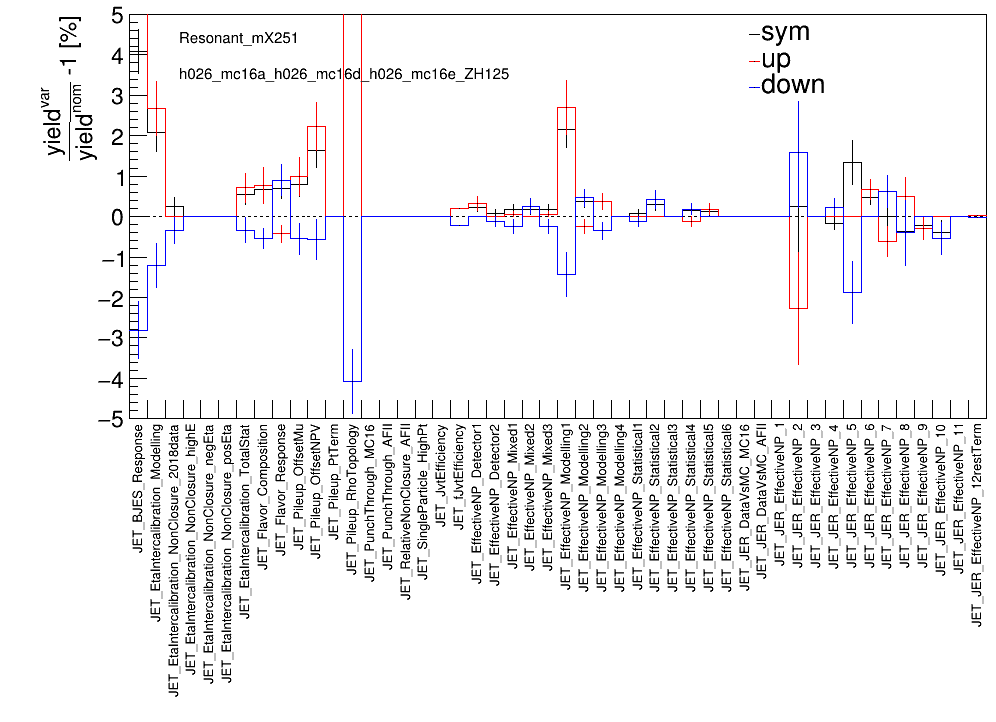 yield^var / yield^nom -1 [%]
5
4
3
2
1
0
−1
−2
−3
−4
−5
Resonant_mX251
h026_mc16a_h026_mc16d_h026_mc16e_ZH125
sym
up
down
JET_BJES_Response
JET_EtaIntercalibration_Modelling
JET_EtaIntercalibration_NonClosure_2018data
JET_EtaIntercalibration_NonClosure_highE
JET_EtaIntercalibration_NonClosure_negEta
JET_EtaIntercalibration_NonClosure_posEta
JET_EtaIntercalibration_TotalStat
JET_Flavor_Composition
JET_Flavor_Response
JET_Pileup_OffsetMu
JET_Pileup_OffsetNPV
JET_Pileup_PtTerm
JET_Pileup_RhoTopology
JET_PunchThrough_MC16
JET_PunchThrough_AFII
JET_RelativeNonClosure_AFII
JET_SingleParticle_HighPt
JET_JvtEfficiency
JET_fJvtEfficiency
JET_EffectiveNP_Detector1
JET_EffectiveNP_Detector2
JET_EffectiveNP_Mixed1
JET_EffectiveNP_Mixed2
JET_EffectiveNP_Mixed3
JET_EffectiveNP_Modelling1
JET_EffectiveNP_Modelling2
JET_EffectiveNP_Modelling3
JET_EffectiveNP_Modelling4
JET_EffectiveNP_Statistical1
JET_EffectiveNP_Statistical2
JET_EffectiveNP_Statistical3
JET_EffectiveNP_Statistical4
JET_EffectiveNP_Statistical5
JET_EffectiveNP_Statistical6
JET_JER_DataVsMC_MC16
JET_JER_DataVsMC_AFII
JET_JER_EffectiveNP_1
JET_JER_EffectiveNP_2
JET_JER_EffectiveNP_3
JET_JER_EffectiveNP_4
JET_JER_EffectiveNP_5
JET_JER_EffectiveNP_6
JET_JER_EffectiveNP_7
JET_JER_EffectiveNP_8
JET_JER_EffectiveNP_9
JET_JER_EffectiveNP_10
JET_JER_EffectiveNP_11
JET_JER_EffectiveNP_12restTerm